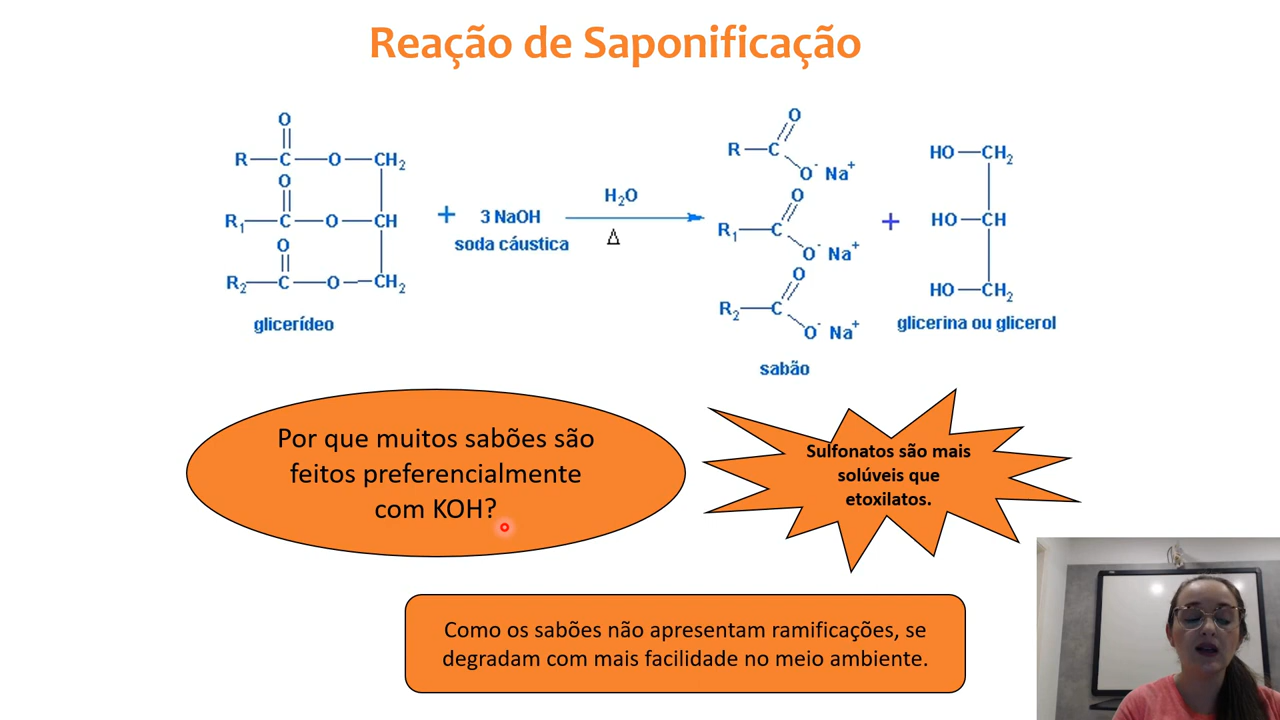 Reação de Saponificação
O
R—C—O—CH2
O
R1—C—O—CH
O
R2—C—O—CH2
glicerídeo
+
3 NaOH
soda cáustica
H2O
Δ
O
R—C
O- Na+
O
R1—C
O- Na+
O
R2—C
O- Na+
sabão
+
HO—CH2
HO—CH
HO—CH2
glicerina ou glicerol
Por que muitos sabões são
feitos preferencialmente
com KOH?
Sulfonatos são mais
solúveis que
etoxilatos.
Como os sabões não apresentam ramificações, se
degradam com mais facilidade no meio ambiente.